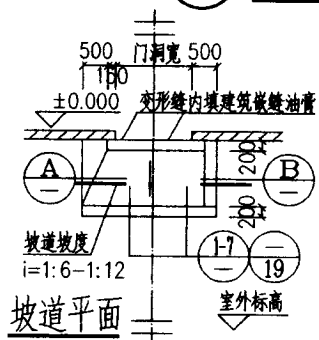 500 门洞宽 500
150
±0.000 变形缝内填建筑嵌缝油膏
200
A
—
B
—
200
坡道坡度
i=1:6-1:12
1-7
—
—
19
坡道平面
室外标高